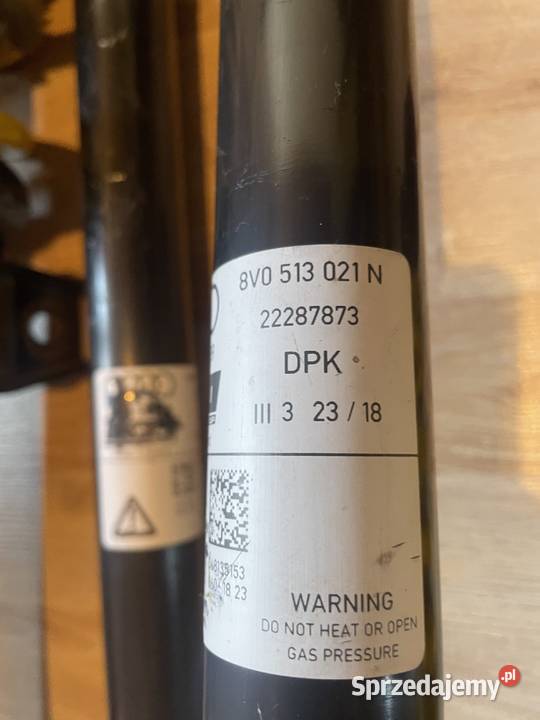 8V0 513 021 N
22287873
DPK
III 3 23/18
WARNING
DO NOT HEAT OR OPEN
GAS PRESSURE
Sprzedajemy.pl